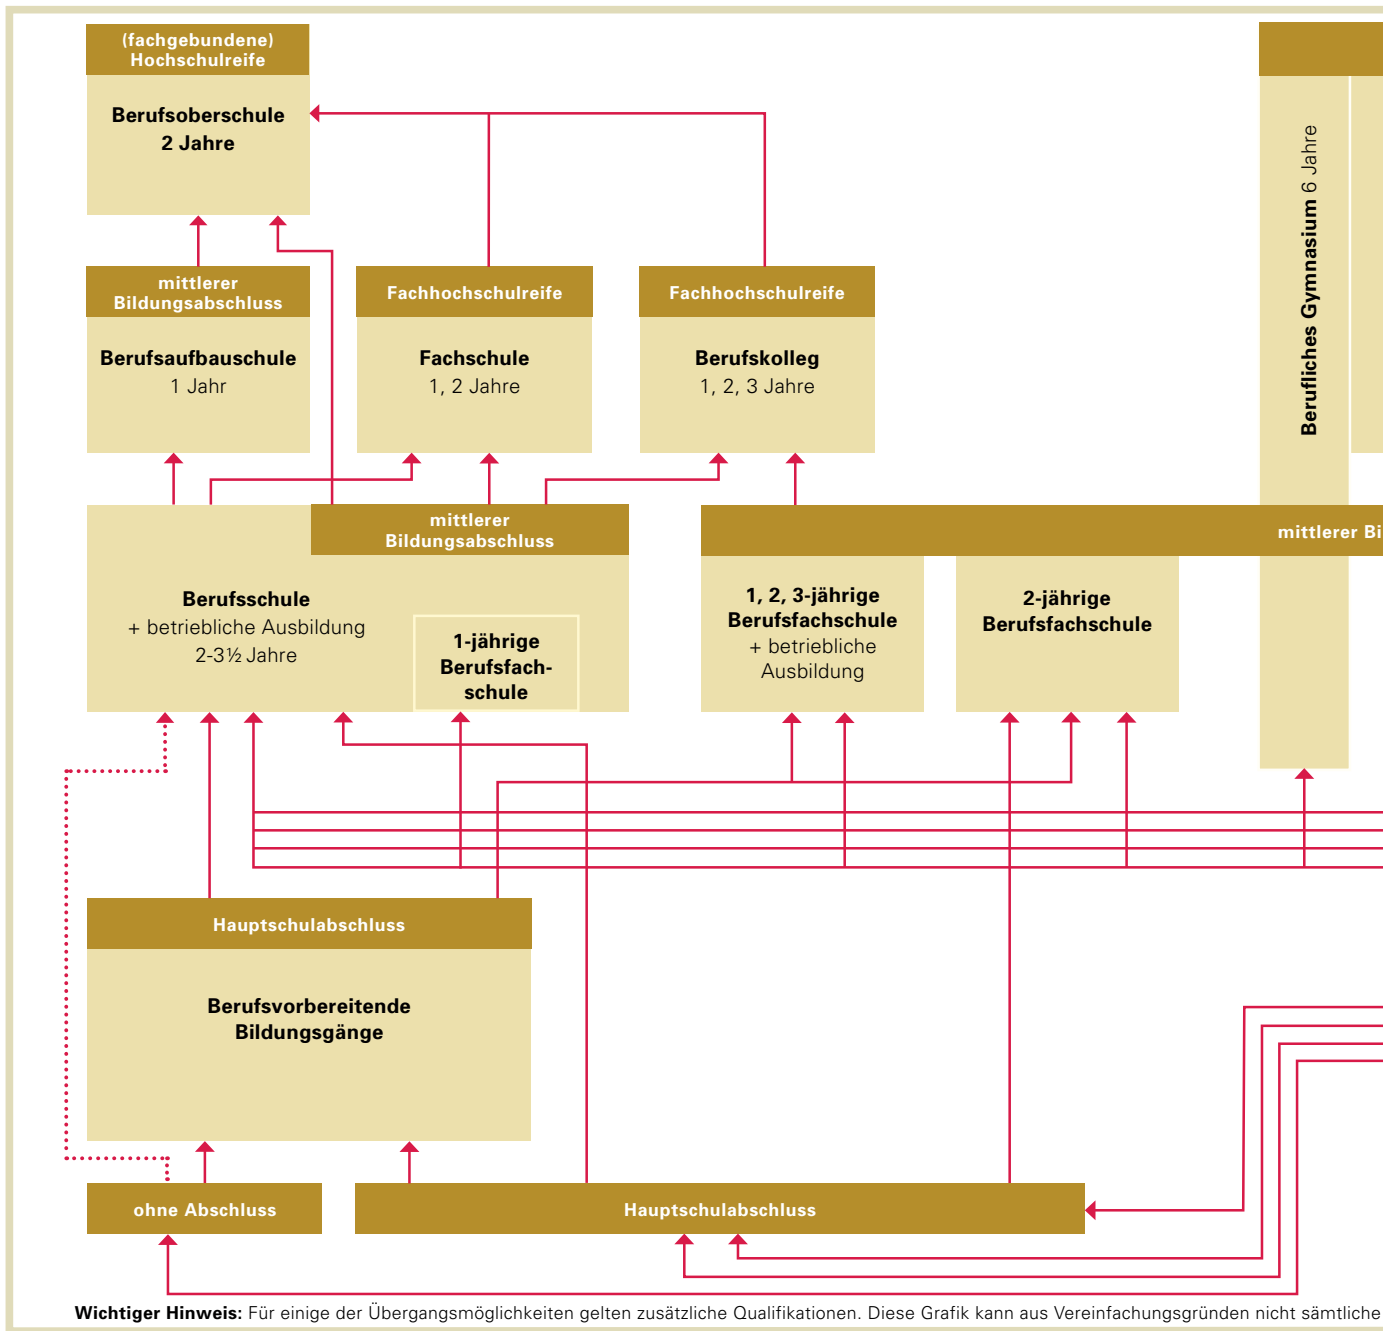 (fachgebundene)
Hochschulreife
Berufsoberschule
2 Jahre
mittlerer
Bildungsabschluss
Berufsaufbauschule
1 Jahr
Fachhochschulreife
Fachschule
1, 2 Jahre
Fachhochschulreife
Berufskolleg
1, 2, 3 Jahre
Berufliches Gymnasium 6 Jahre
mittlerer
Bildungsabschluss
Berufsschule
+ betriebliche Ausbildung
2-3½ Jahre
1-jährige
Berufsfach-
schule
mittlerer Bi
1, 2, 3-jährige
Berufsfachschule
+ betriebliche
Ausbildung
2-jährige
Berufsfachschule
Hauptschulabschluss
Berufsvorbereitende
Bildungsgänge
ohne Abschluss
Hauptschulabschluss
Wichtiger Hinweis: Für einige der Übergangsmöglichkeiten gelten zusätzliche Qualifikationen. Diese Grafik kann aus Vereinfachungsgründen nicht sämtliche